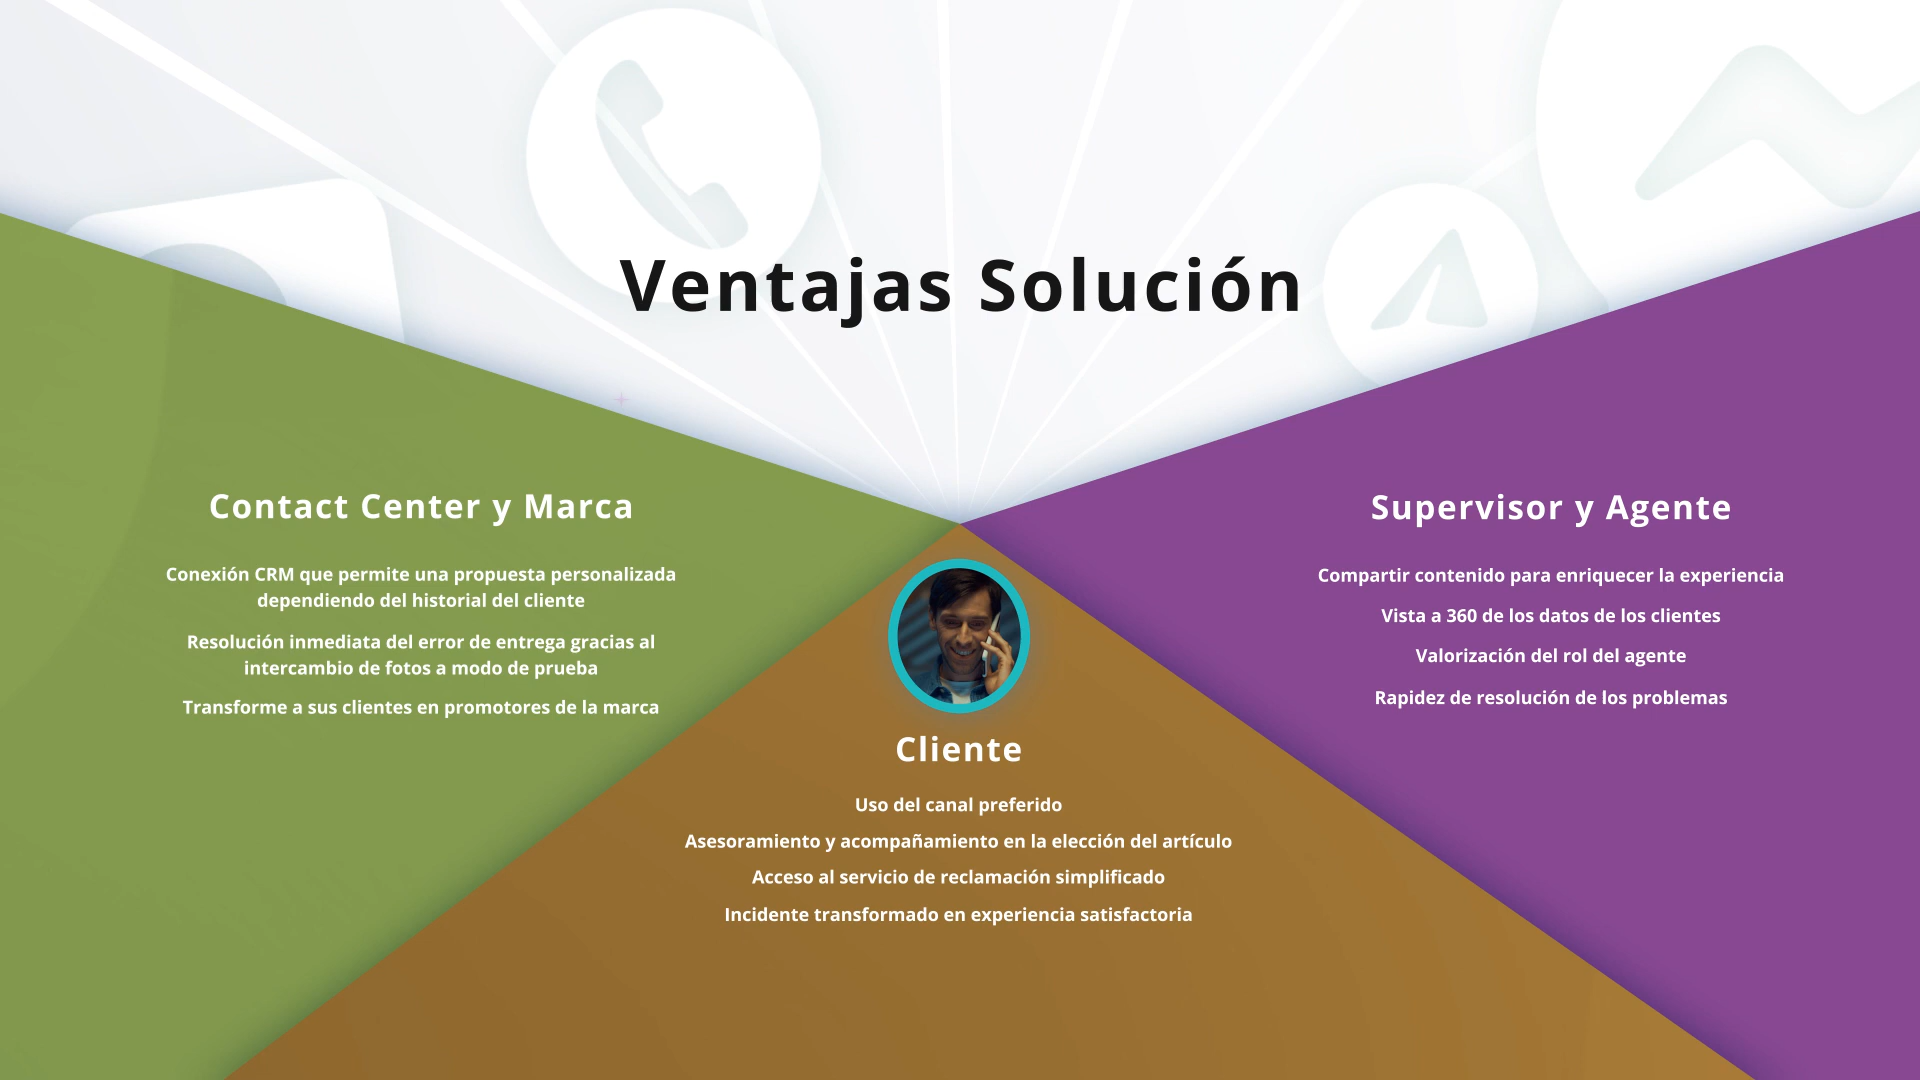 Ventajas Solución
Contact Center y Marca
Conexión CRM que permite una propuesta personalizada
dependiendo del historial del cliente
Resolución inmediata del error de entrega gracias al
intercambio de fotos a modo de prueba
Transforme a sus clientes en promotores de la marca
Cliente
Uso del canal preferido
Asesoramiento y acompañamiento en la elección del artículo
Acceso al servicio de reclamación simplificado
Incidente transformado en experiencia satisfactoria
Supervisor y Agente
Compartir contenido para enriquecer la experiencia
Vista a 360 de los datos de los clientes
Valorización del rol del agente
Rapidez de resolución de los problemas